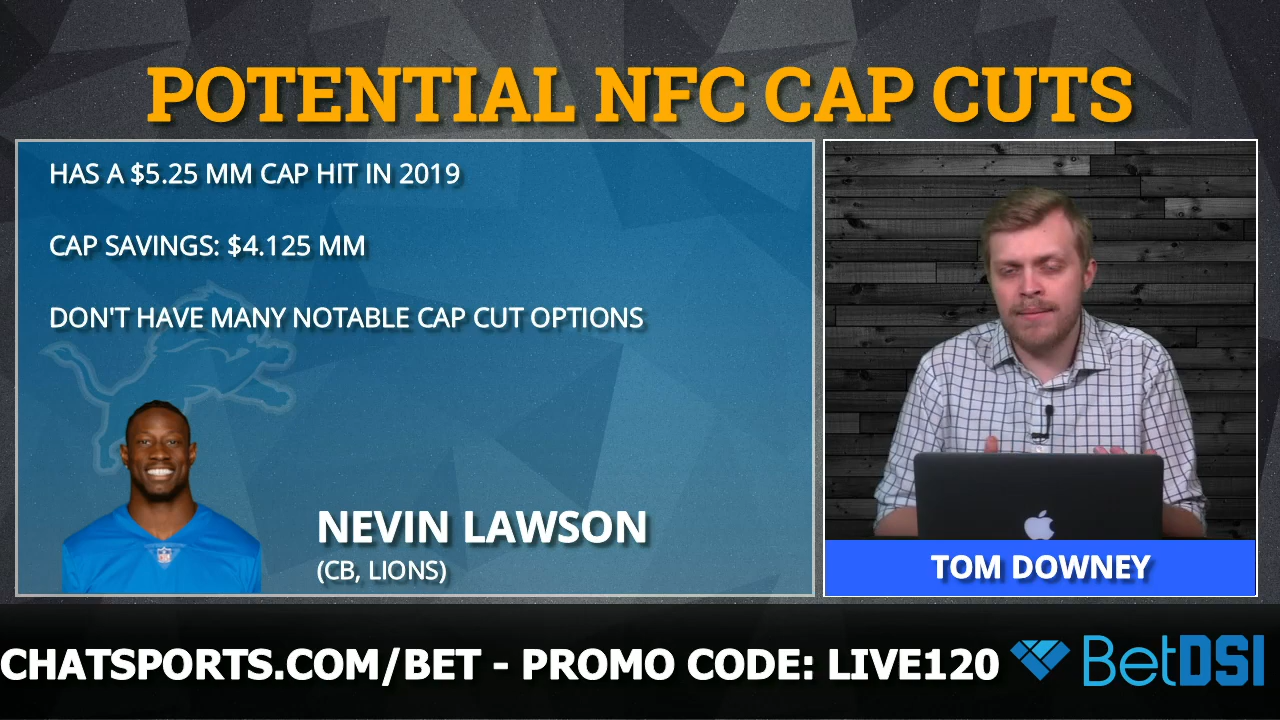 POTENTIAL NFC CAP CUTS
HAS A $5.25 MM CAP HIT IN 2019
CAP SAVINGS: $4.125 MM
DON'T HAVE MANY NOTABLE CAP CUT OPTIONS
NEVIN LAWSON
(CB, LIONS)
TOM DOWNEY
CHATSPORTS.COM/BET - PROMO CODE: LIVE120
BetDSI